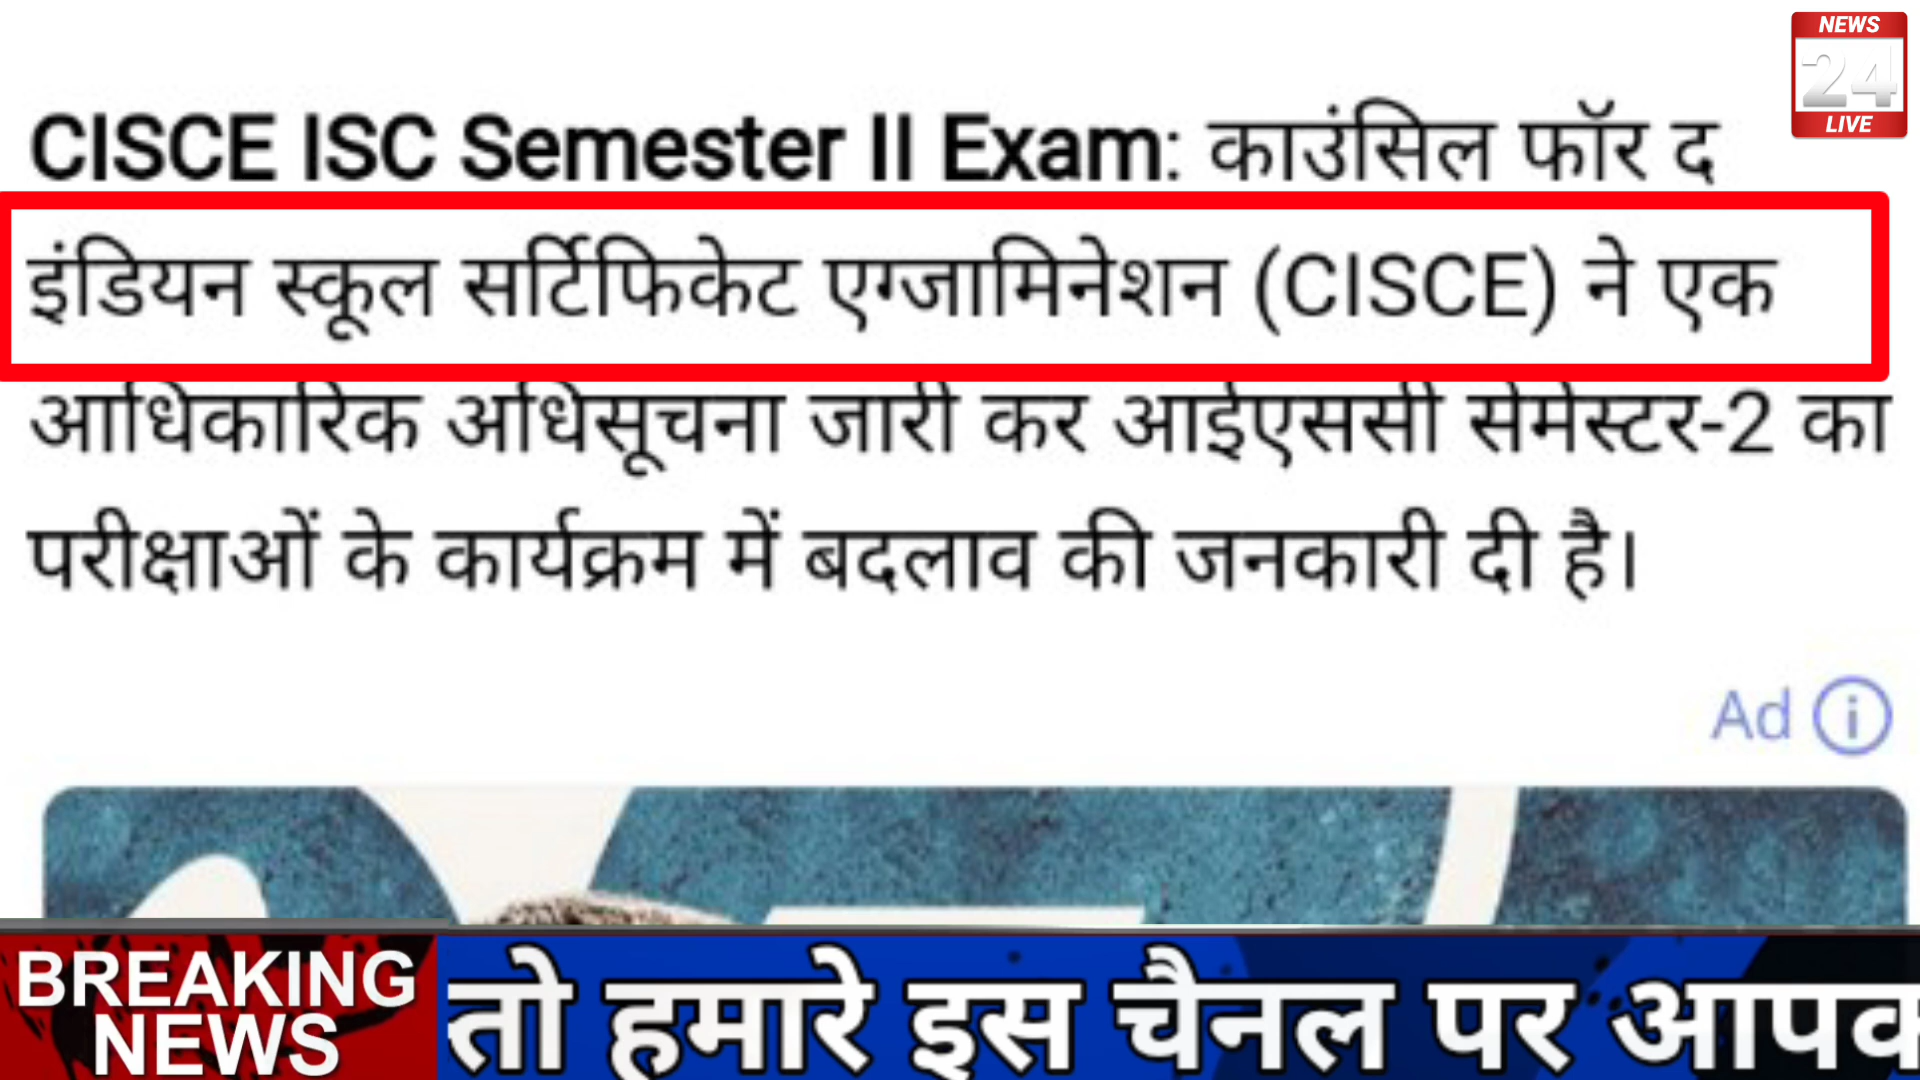 NEWS
24
LIVE
CISCE ISC Semester II Exam: काउंसिल फॉर द
इंडियन स्कूल सर्टिफिकेट एग्जामिनेशन (CISCE) ने एक
आधिकारिक अधिसूचना जारी कर आईएससी सेमेस्टर-2 का
परीक्षाओं के कार्यक्रम में बदलाव की जनकारी दी है।
Ad
BREAKING
NEWS
तो हमारे इस चैनल पर